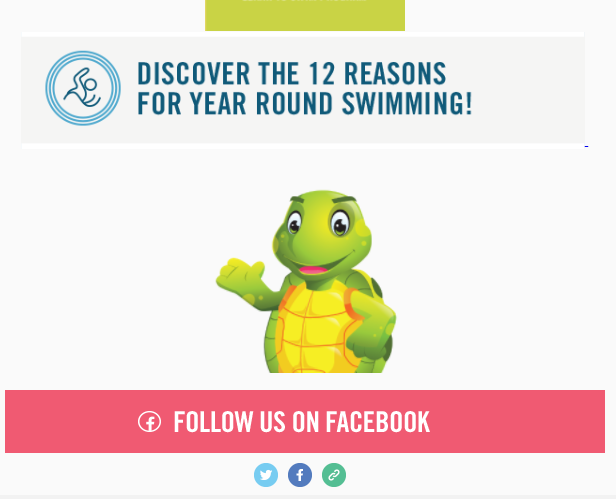 DISCOVER THE 12 REASONS
FOR YEAR ROUND SWIMMING!
FOLLOW US ON FACEBOOK